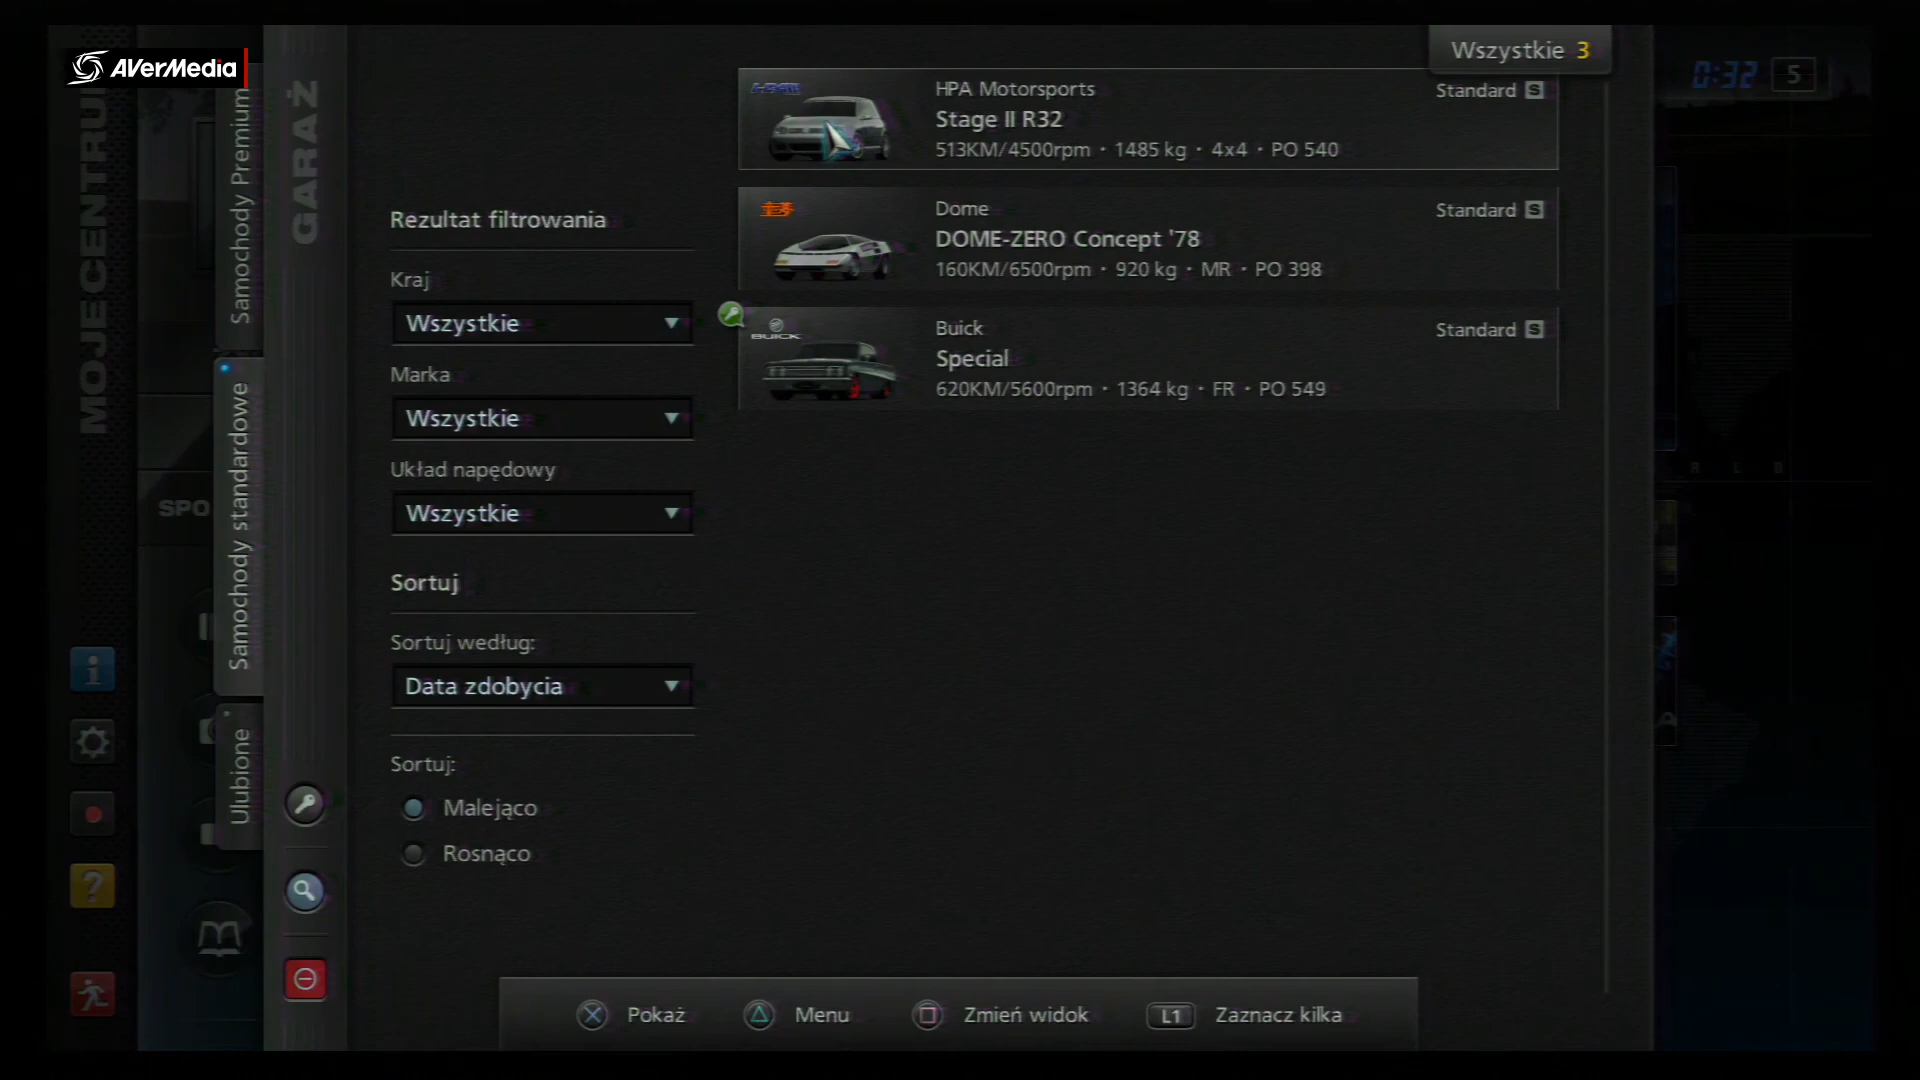 AVerMedia
MOJECENTRUM
Samochody Premium
Samochody standardowe
Ulubione
GARAŻ
SPO
Rezultat filtrowania
Kraj
Wszystkie
Marka
Wszystkie
Układ napędowy
Wszystkie
Sortuj
Sortuj według:
Data zdobycia
Sortuj:
Malejąco
Rosnąco
Wszystkie 3
HPA Motorsports
Standard S
Stage II R32
513KM/4500rpm · 1485 kg · 4x4 · PO 540
童夢
Dome
Standard S
DOME-ZERO Concept '78
160KM/6500rpm · 920 kg · MR · PO 398
BUICK
Buick
Standard S
Special
620KM/5600rpm · 1364 kg · FR · PO 549
0:32 5
Pokaż
Menu
Zmień widok
L1 Zaznacz kilka